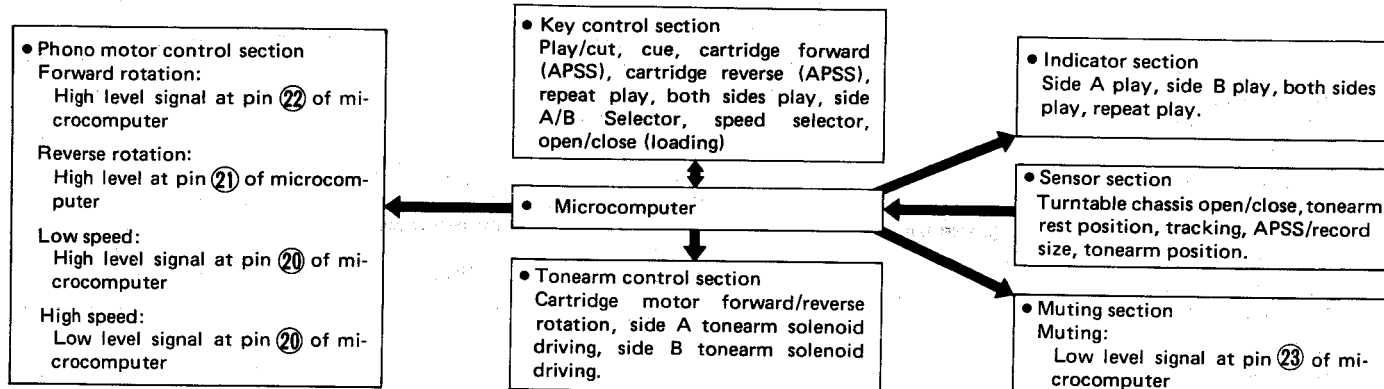 • Phono motor control section
Forward rotation:
High level signal at pin ㉒ of mi-
crocomputer
Reverse rotation:
High level at pin ㉑ of microcom-
puter
Low speed:
High level signal at pin ⑳ of mi-
crocomputer
High speed:
Low level signal at pin ⑳ of mi-
crocomputer
• Key control section
Play/cut, cue, cartridge forward
(APSS), cartridge reverse (APSS),
repeat play, both sides play, side
A/B Selector, speed selector,
open/close (loading)
• Microcomputer
• Tonearm control section
Cartridge motor forward/reverse
rotation, side A tonearm solenoid
driving, side B tonearm solenoid
driving.
• Indicator section
Side A play, side B play, both sides
play, repeat play.
• Sensor section
Turntable chassis open/close, tonearm
rest position, tracking, APSS/record
size, tonearm position.
• Muting section
Muting:
Low level signal at pin ㉓ of mi-
crocomputer